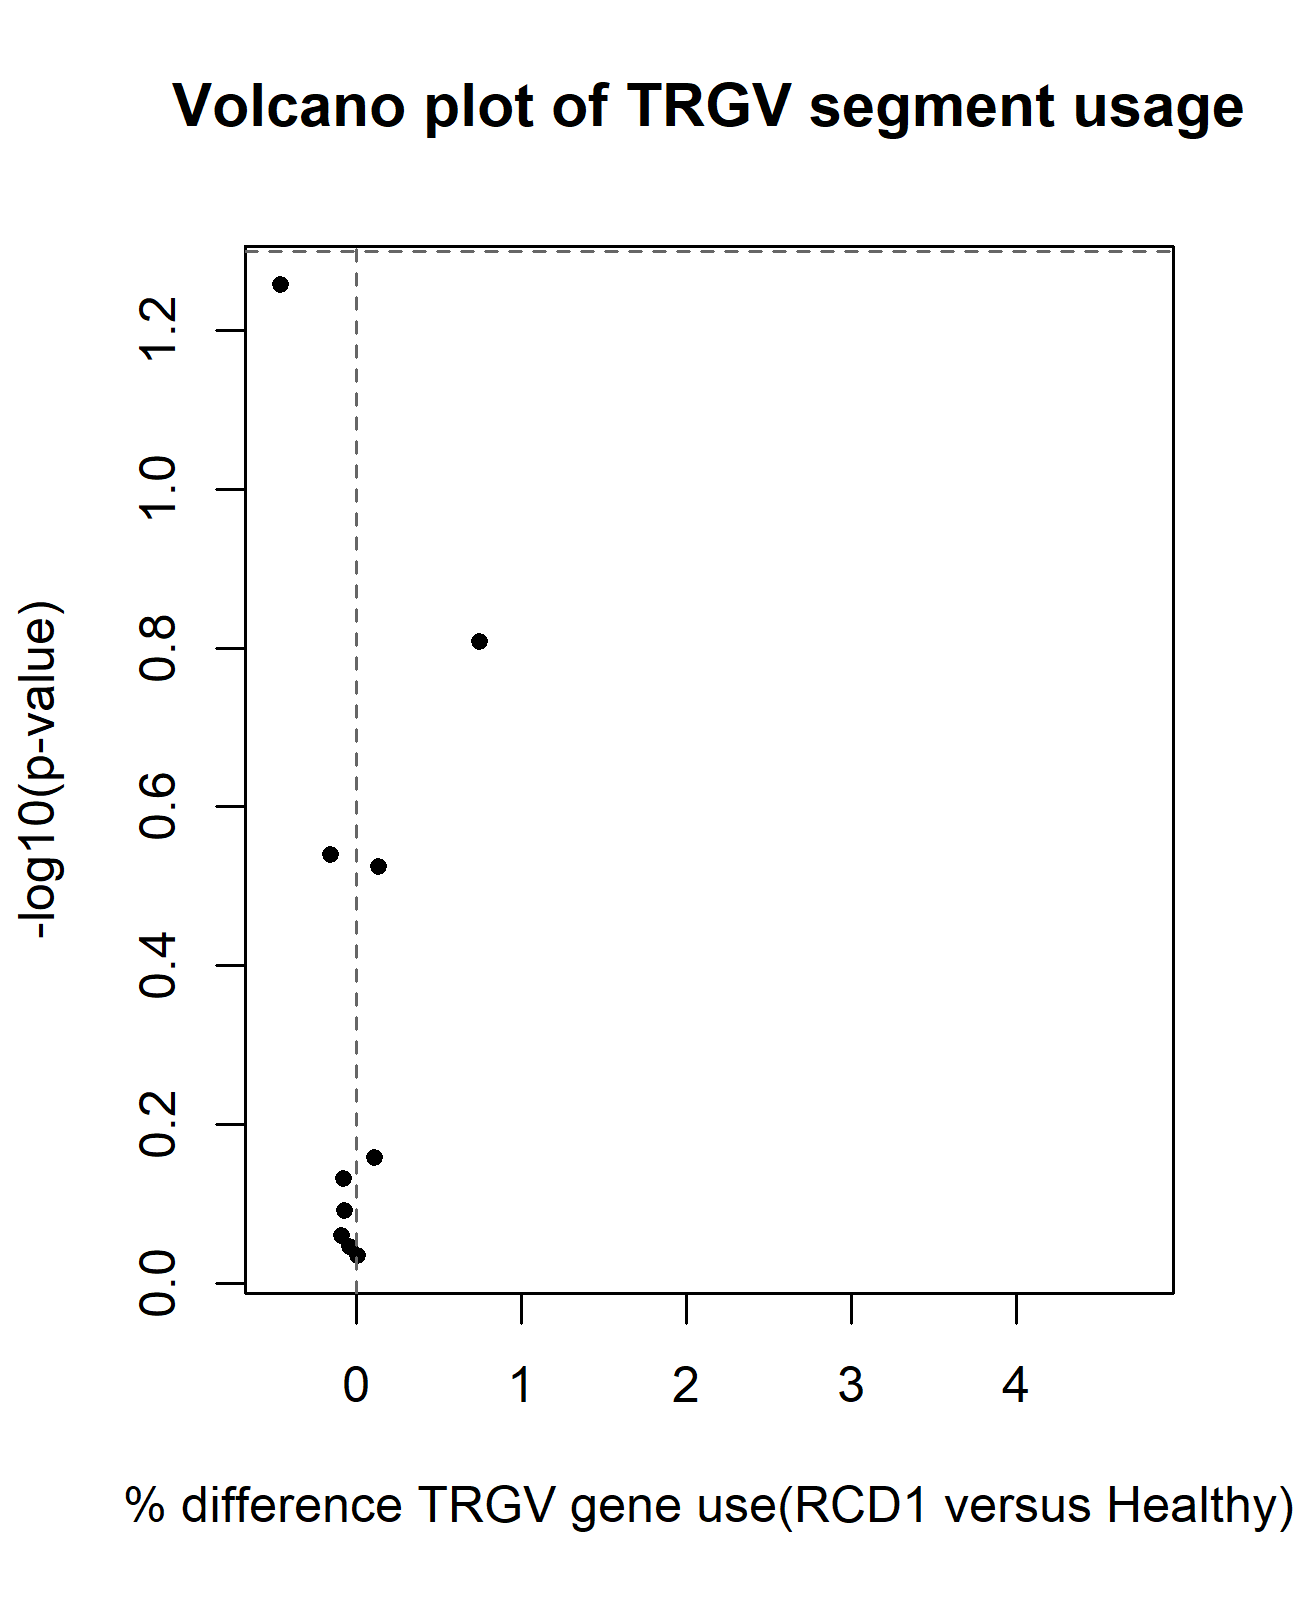 Volcano plot of TRGV segment usage
-log10(p-value)
1.2
1.0
0.8
0.6
0.4
0.2
0.0
0 1 2 3 4
% difference TRGV gene use(RCD1 versus Healthy)